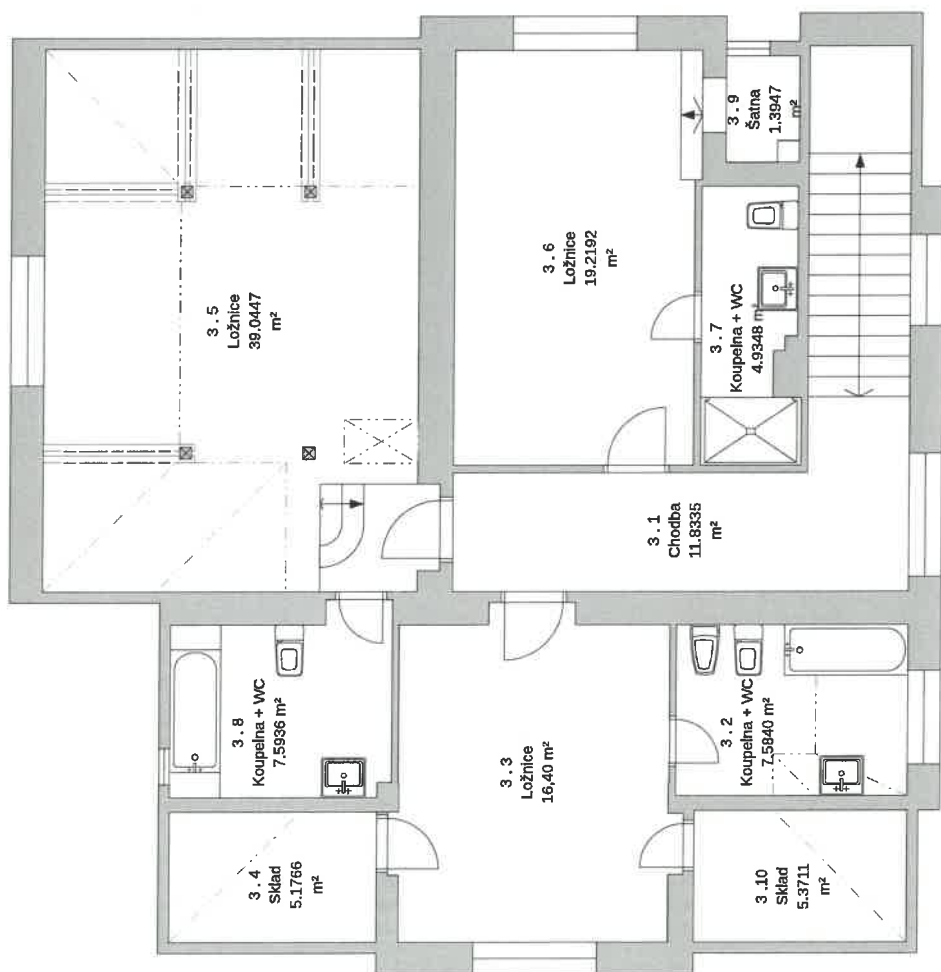 3.5
Ložnice
39.0447
m²
3.6
Ložnice
19.2192
m²
3.9
Šatna
1.3947
m²
3.7
Koupelna + WC
4.9348 m²
3.1
Chodba
11.8335
m²
3.8
Koupelna + WC
7.5936 m²
3.3
Ložnice
16,40 m²
3.2
Koupelna + WC
7.5840 m²
3.4
Sklad
5.1766
m²
3.10
Sklad
5.3711
m²